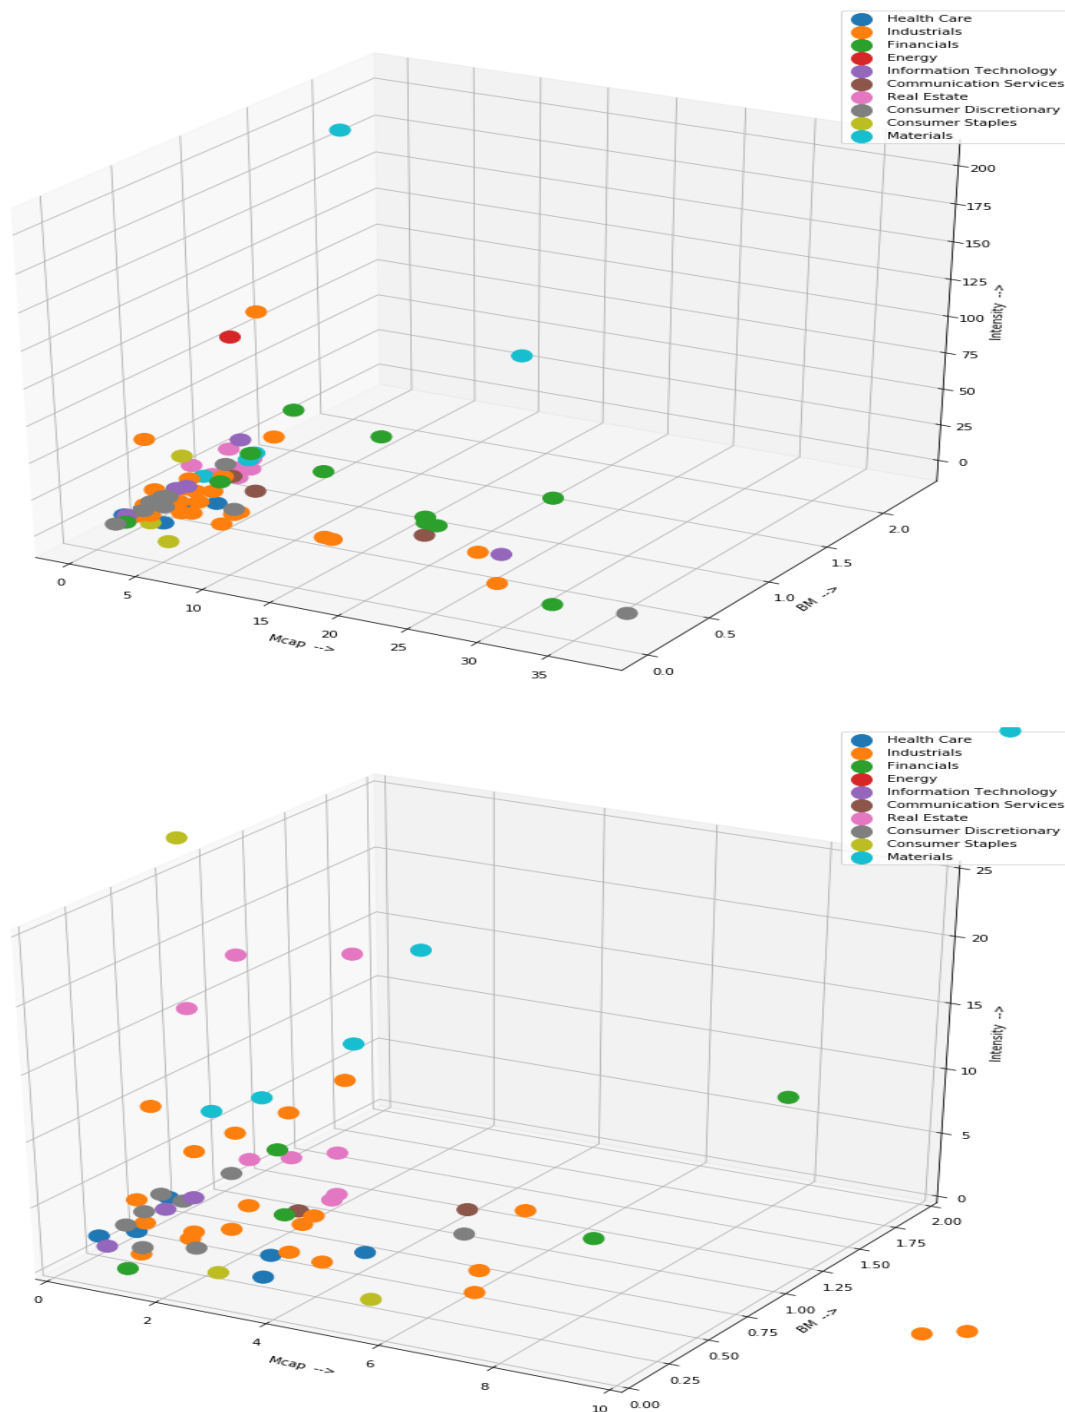 Health Care
Industrials
Financials
Energy
Information Technology
Communication Services
Real Estate
Consumer Discretionary
Consumer Staples
Materials
200
175
150
125
100
75
50
25
0
Intensity -->
2.0
1.5
1.0
0.5
0.0
BM -->
0
5
10
15
20
25
30
35
Mcap -->
Health Care
Industrials
Financials
Energy
Information Technology
Communication Services
Real Estate
Consumer Discretionary
Consumer Staples
Materials
25
20
15
10
5
0
Intensity -->
2.00
1.75
1.50
1.25
1.00
0.75
0.50
0.25
0.00
BM -->
0
2
4
6
8
10
Mcap -->